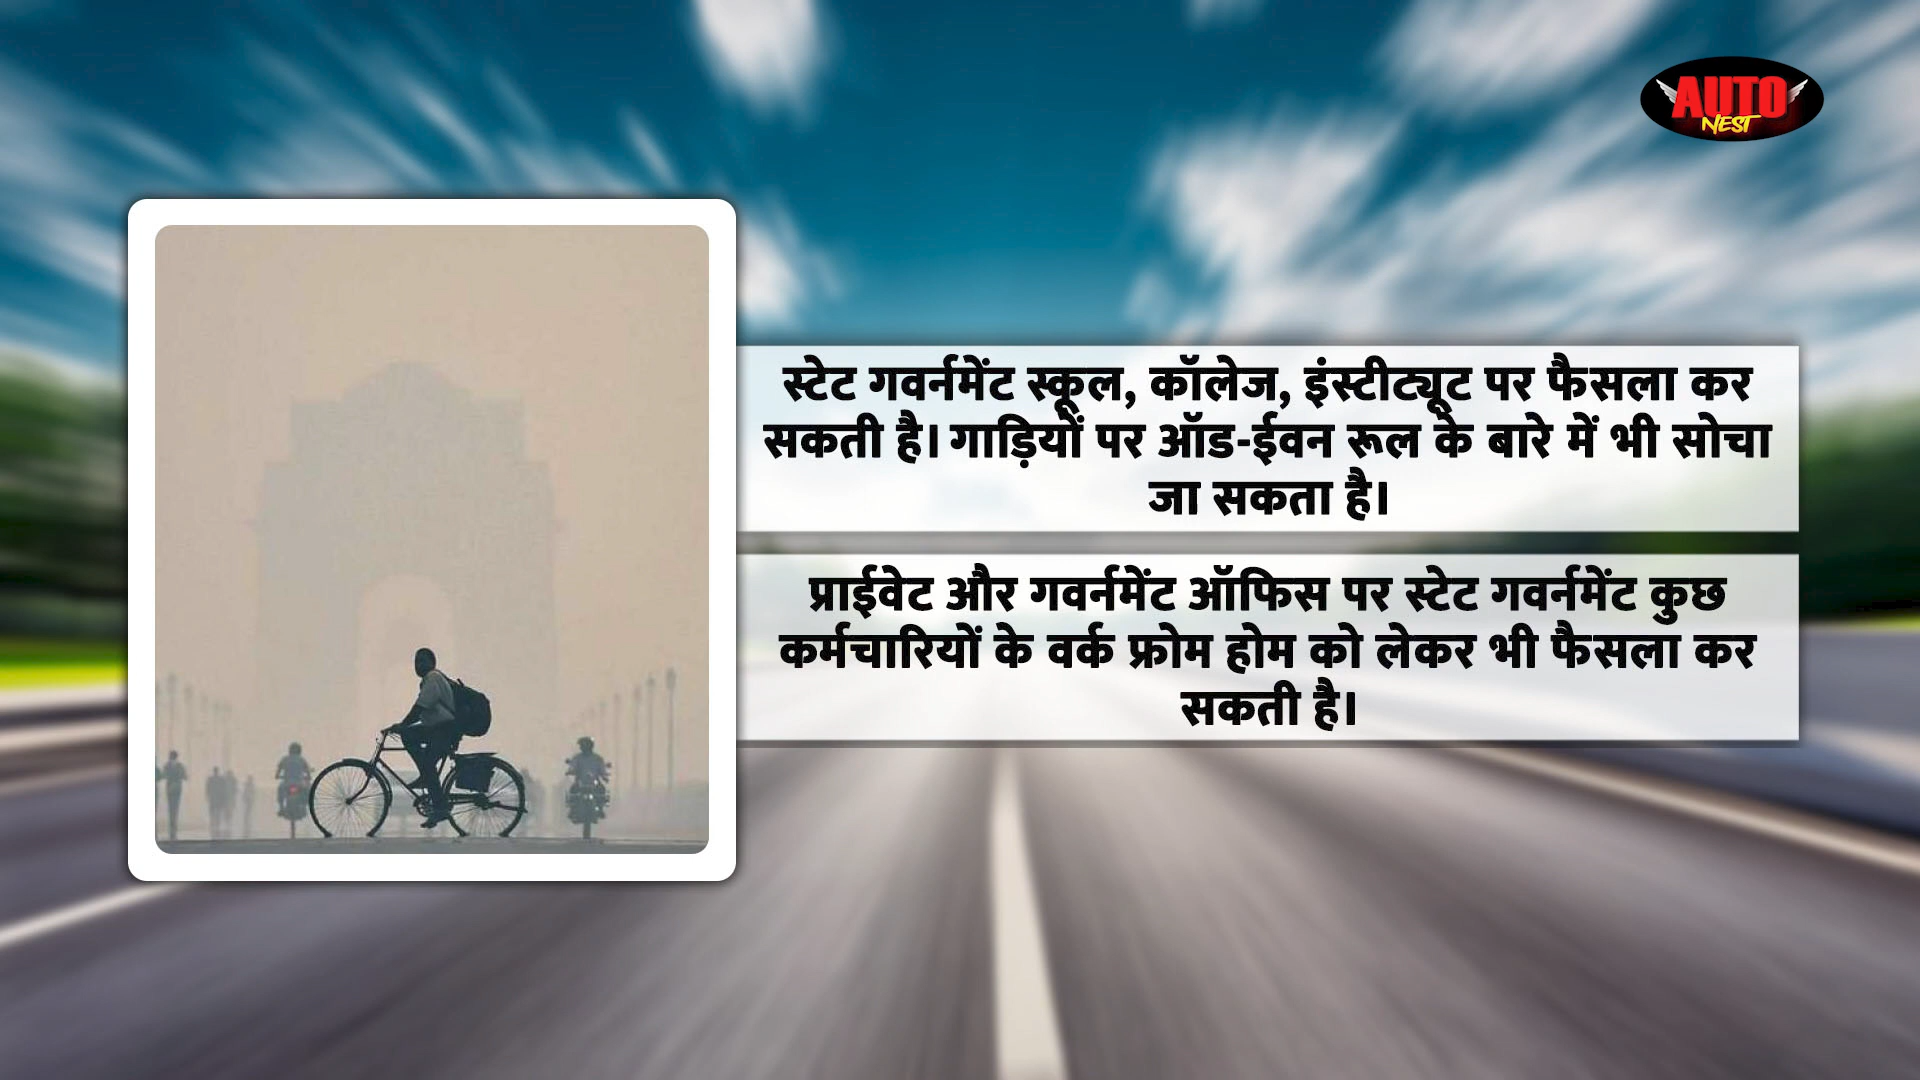 AUTO
NEST
स्टेट गवर्नमेंट स्कूल, कॉलेज, इंस्टीट्यूट पर फैसला कर
सकती है। गाड़ियों पर ऑड-ईवन रूल के बारे में भी सोचा
जा सकता है।
प्राईवेट और गवर्नमेंट ऑफिस पर स्टेट गवर्नमेंट कुछ
कर्मचारियों के वर्क फ्रोम होम को लेकर भी फैसला कर
सकती है।